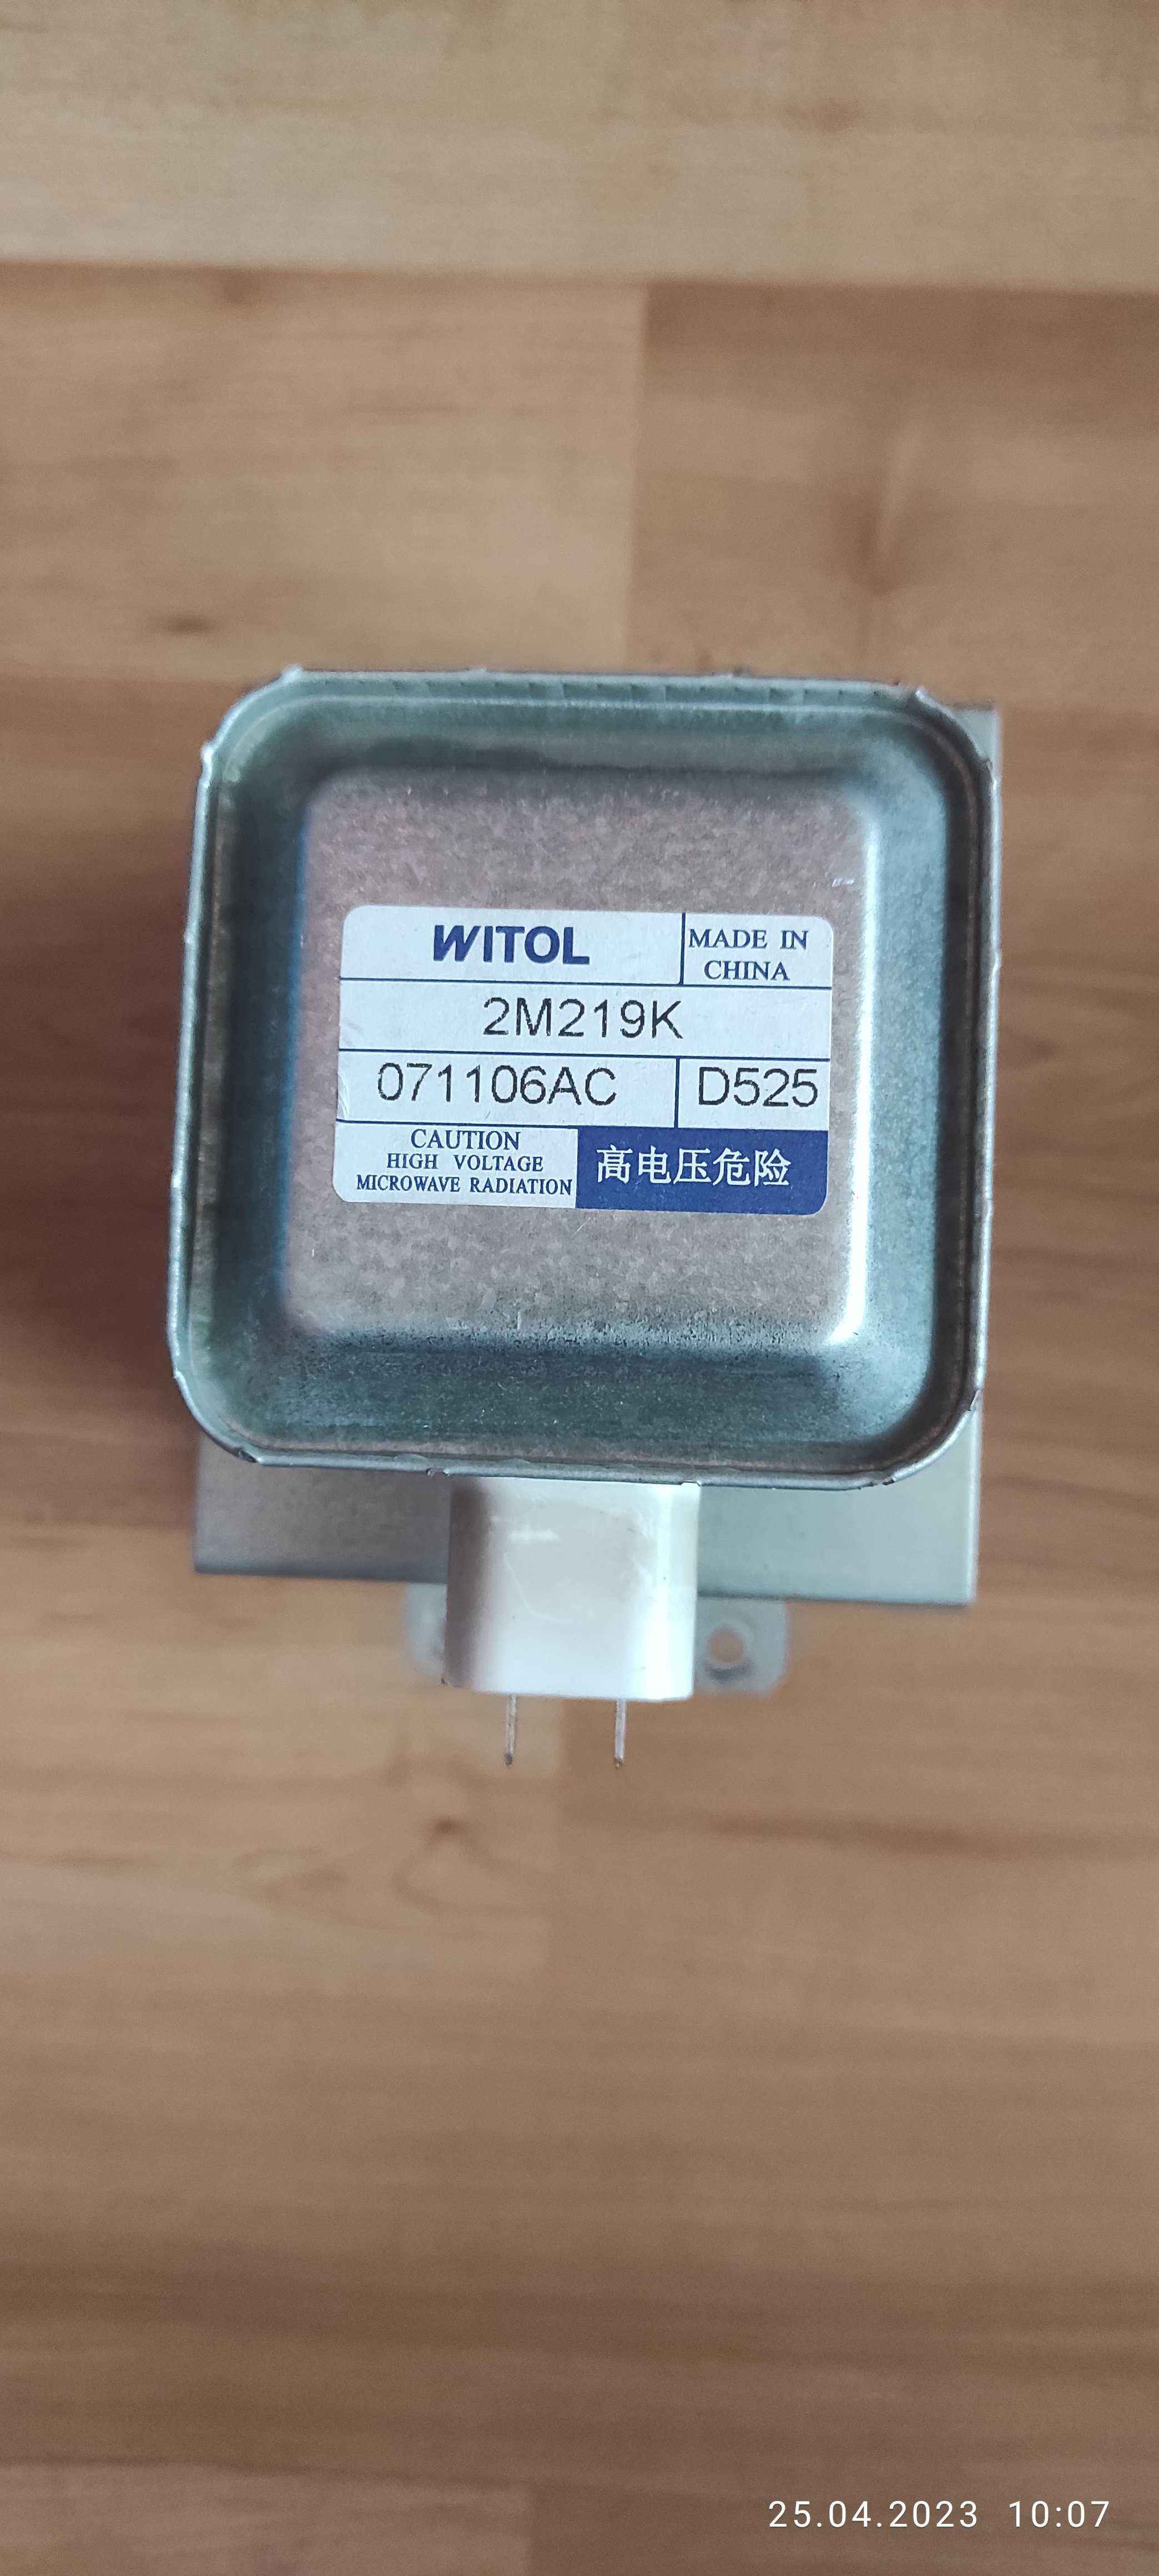 WITOL
MADE IN
CHINA
2M219K
071106AC
D525
CAUTION
HIGH VOLTAGE
MICROWAVE RADIATION
高电压危险
25.04.2023 10:07